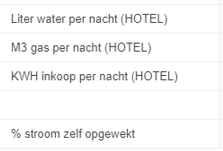 Liter water per nacht (HOTEL)
M3 gas per nacht (HOTEL)
KWH inkoop per nacht (HOTEL)
% stroom zelf opgewekt